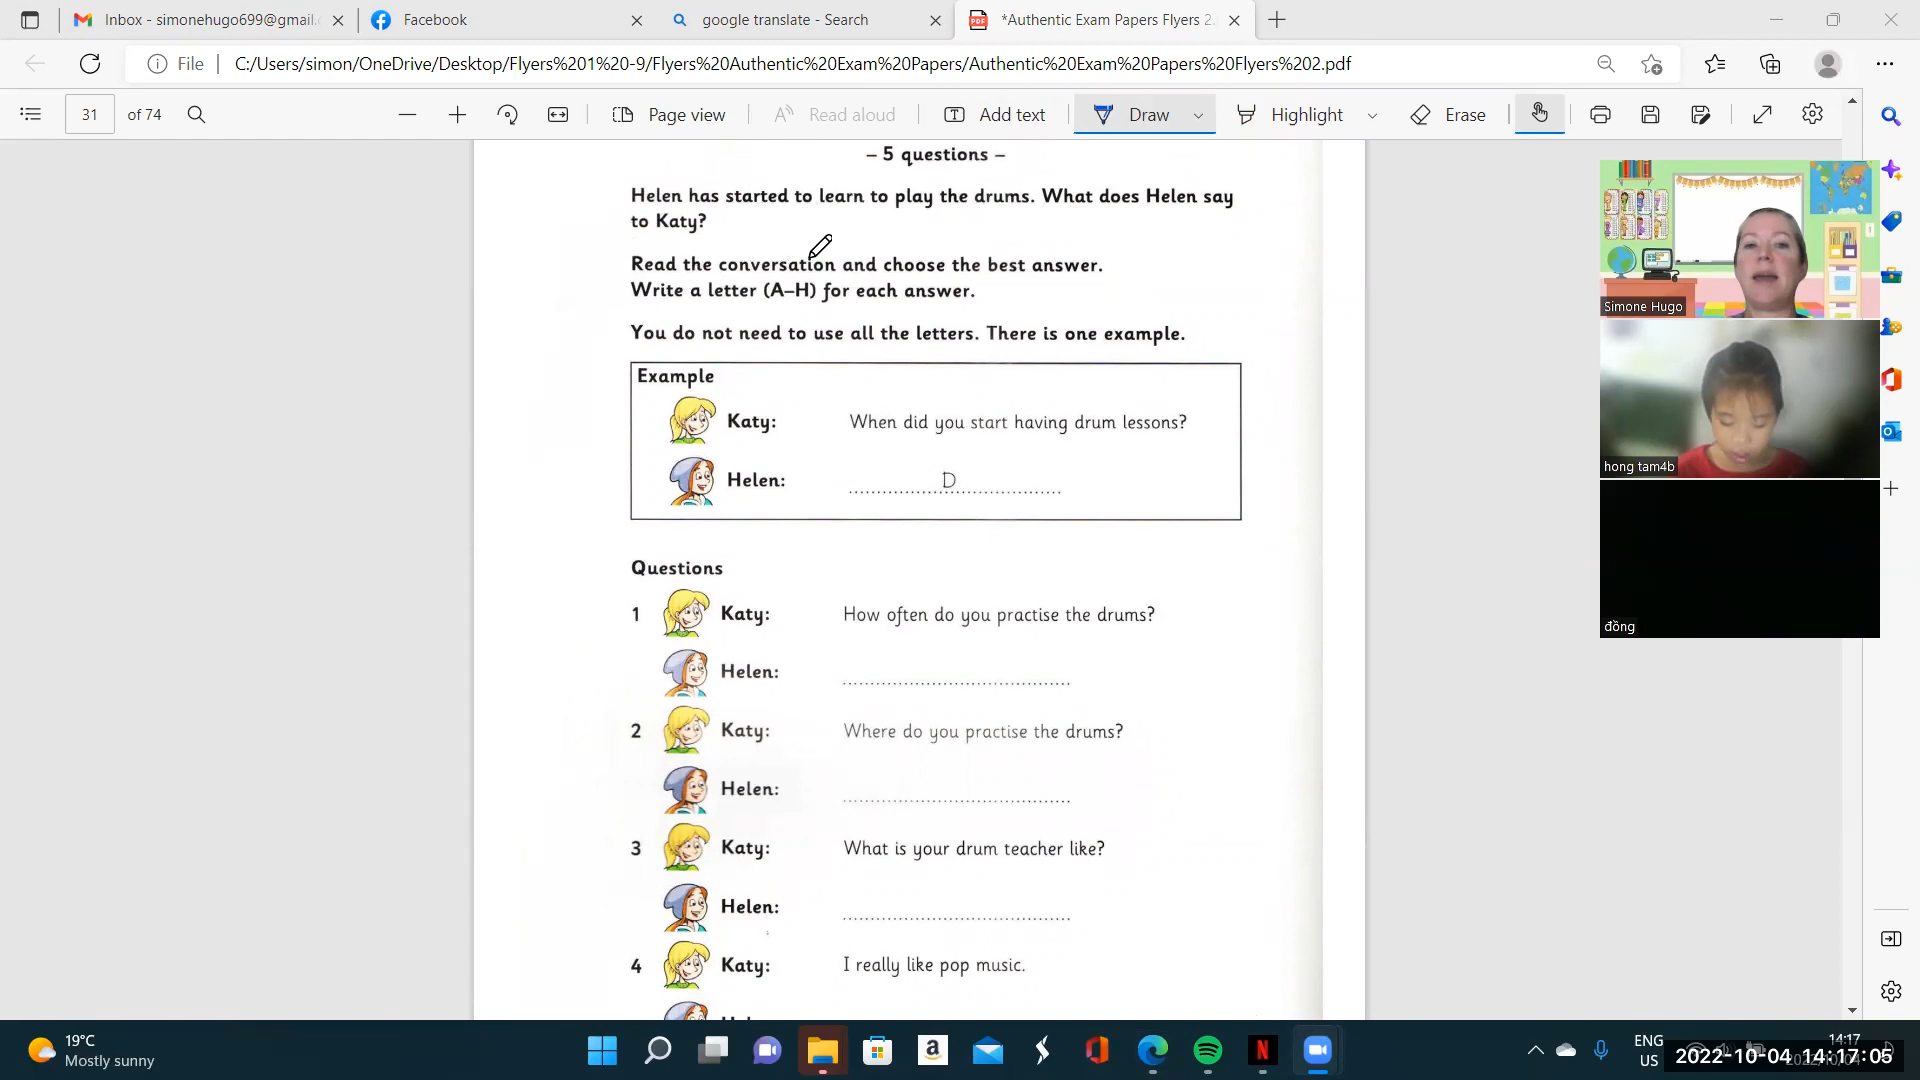 Inbox - simonehugo699@gmail.c
Facebook
google translate - Search
*Authentic Exam Papers Flyers 2.
File
C:/Users/simon/OneDrive/Desktop/Flyers%201%20-9/Flyers%20Authentic%20Exam%20Papers/Authentic%20Exam%20Papers%20Flyers%202.pdf
31 of 74
Page view
Read aloud
Add text
Draw
Highlight
Erase
– 5 questions –
Helen has started to learn to play the drums. What does Helen say
to Katy?
Read the conversation and choose the best answer.
Write a letter (A–H) for each answer.
You do not need to use all the letters. There is one example.
Example
Katy: When did you start having drum lessons?
Helen: D
Questions
1 Katy: How often do you practise the drums?
Helen:
2 Katy: Where do you practise the drums?
Helen:
3 Katy: What is your drum teacher like?
Helen:
4 Katy: I really like pop music.
Simone Hugo
hong tam4b
đồng
19°C
Mostly sunny
ENG
US
14:17
2022-10-04 14:17:05